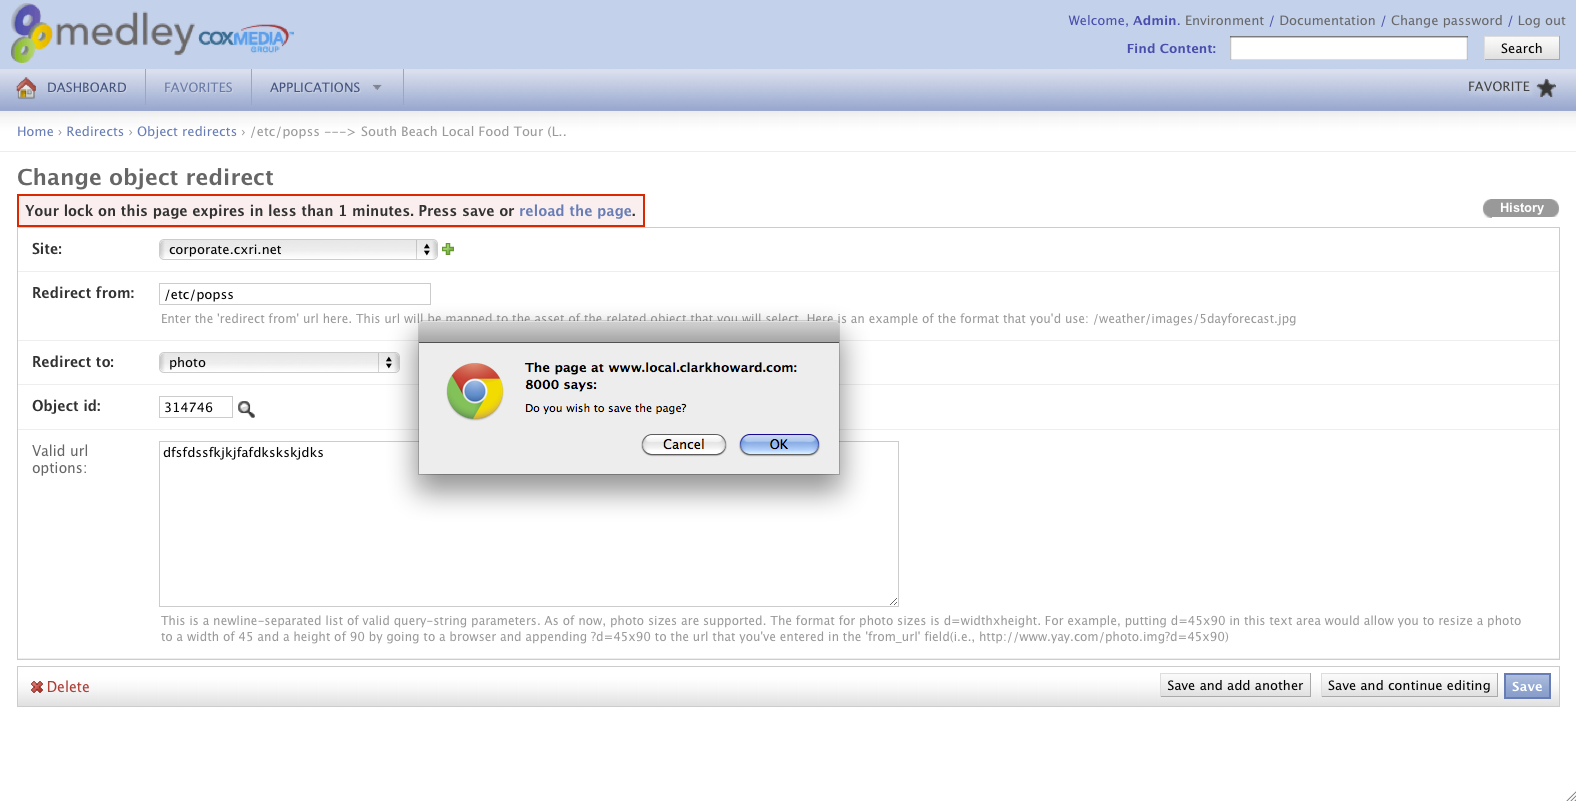 medley COXMEDIA GROUP
Welcome, Admin. Environment / Documentation / Change password / Log out
Find Content: Search
DASHBOARD FAVORITES APPLICATIONS FAVORITE
Home › Redirects › Object redirects › /etc/popss ---> South Beach Local Food Tour (L..
Change object redirect
Your lock on this page expires in less than 1 minutes. Press save or reload the page.
History
Site: corporate.cxri.net
Redirect from: /etc/popss
Enter the 'redirect from' url here. This url will be mapped to the asset of the related object that you will select. Here is an example of the format that you'd use: /weather/images/5dayforecast.jpg
Redirect to: photo
Object id: 314746
Valid url
options:
dfsfdssfkjkjfafdkskskjdks
The page at www.local.clarkhoward.com:
8000 says:
Do you wish to save the page?
Cancel OK
This is a newline-separated list of valid query-string parameters. As of now, photo sizes are supported. The format for photo sizes is d=widthxheight. For example, putting d=45x90 in this text area would allow you to resize a photo
to a width of 45 and a height of 90 by going to a browser and appending ?d=45x90 to the url that you've entered in the 'from_url' field(i.e., http://www.yay.com/photo.img?d=45x90)
Delete Save and add another Save and continue editing Save